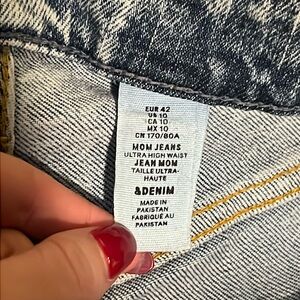 EUR 42
US 10
CA 10
MX 10
CN 170/80A
MOM JEANS
ULTRA HIGH WAIST
JEAN MOM
TAILLE ULTRA-
HAUTE
&DENIM
MADE IN
PAKISTAN
FABRIQUÉ AU
PAKISTAN